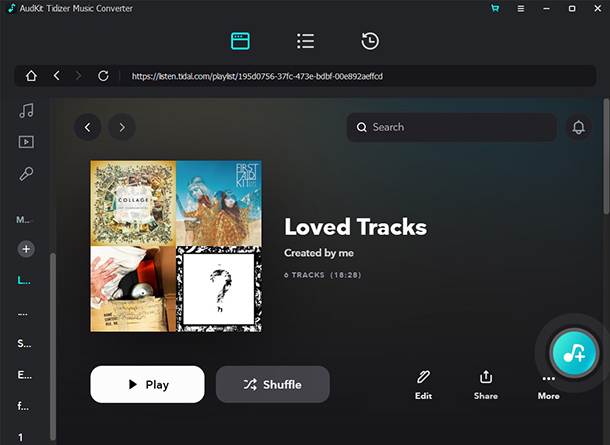 AudKit Tidizer Music Converter
https://listen.tidal.com/playlist/195d0756-37fc-473e-bdbf-00e892aeffcd
Search
M...
COLLAGE
FIRST
AID
KIT
Loved Tracks
Created by me
6 TRACKS (18:28)
L...
...
S...
E...
f...
1
Play
Shuffle
Edit
Share
More